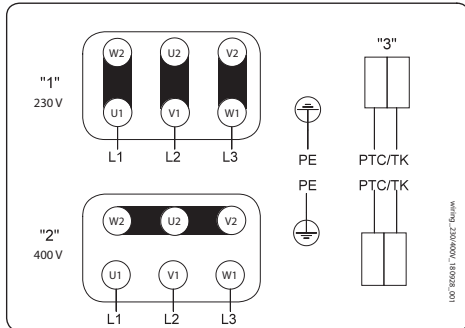 "1"
230 V
W2 U2 V2
U1 V1 W1
L1 L2 L3
PE PTC/TK
"3"
"2"
400 V
W2 U2 V2
U1 V1 W1
L1 L2 L3
PE PTC/TK
wiring_230/400V_180928_001